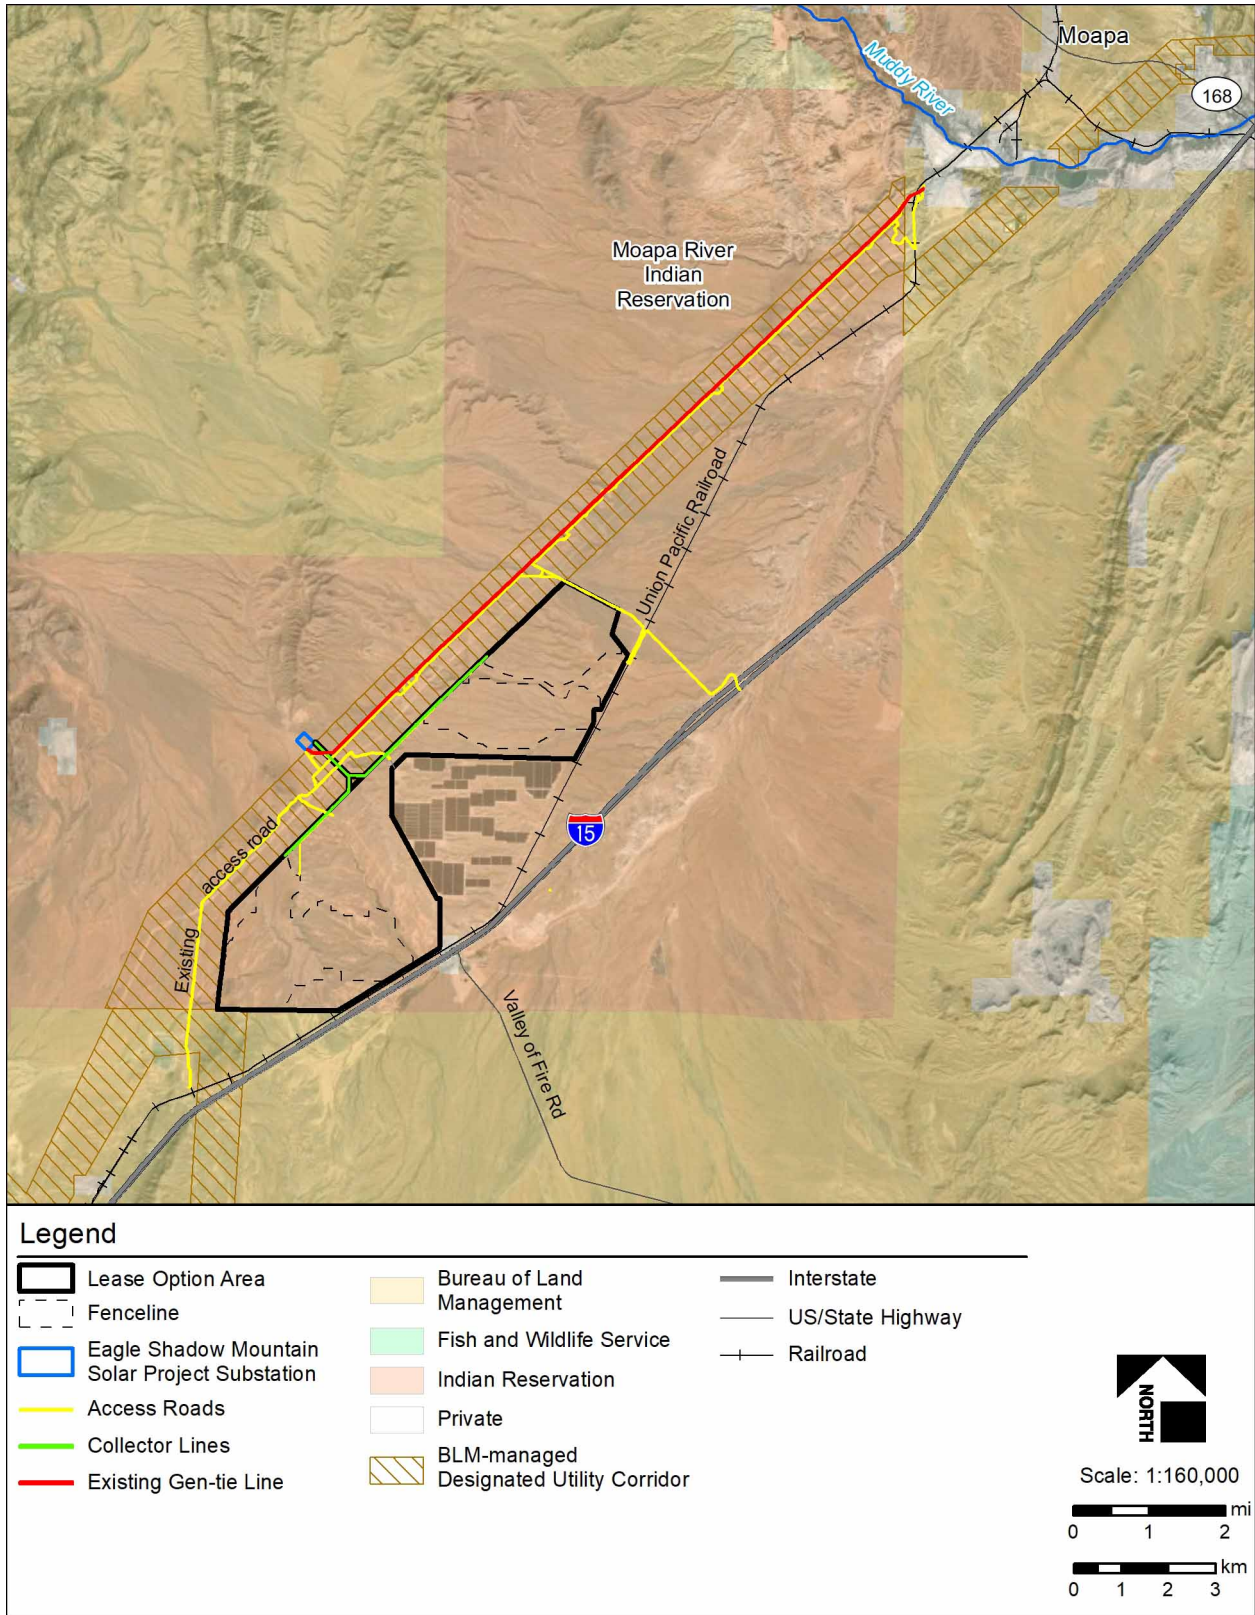 Moapa
Muddy River
168
Moapa River
Indian
Reservation
Union Pacific Railroad
15
access road
Existing
Valley of Fire Rd
Legend
Lease Option Area
Fenceline
Eagle Shadow Mountain
Solar Project Substation
Access Roads
Collector Lines
Existing Gen-tie Line
Bureau of Land
Management
Fish and Wildlife Service
Indian Reservation
Private
BLM-managed
Designated Utility Corridor
Interstate
US/State Highway
Railroad
NORTH
Scale: 1:160,000
mi
0 1 2
km
0 1 2 3